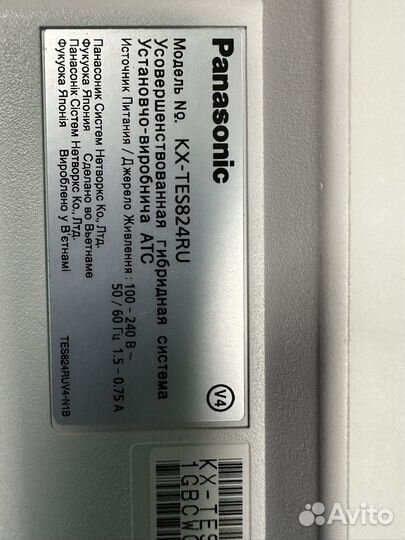 Panasonic
Модель No. KX-TES824RU
Усовершенствованная гибридная система
Установчо-виробнича АТС
Источник Питания / Джерело Живлення : 100 - 240 В ~
50 / 60 Гц 1.5 - 0.75 А
Панасоник Систем Нетворкс Ко., Лтд.
Фукуока Япония Сделано во Вьетнаме
Панасонік Сістем Нетворкс Ко., Лтд.
Фукуока Японія Вироблено у В'єтнамі
TES824RUV4-N1B
V4
KX-TES
1GBCW
Avito